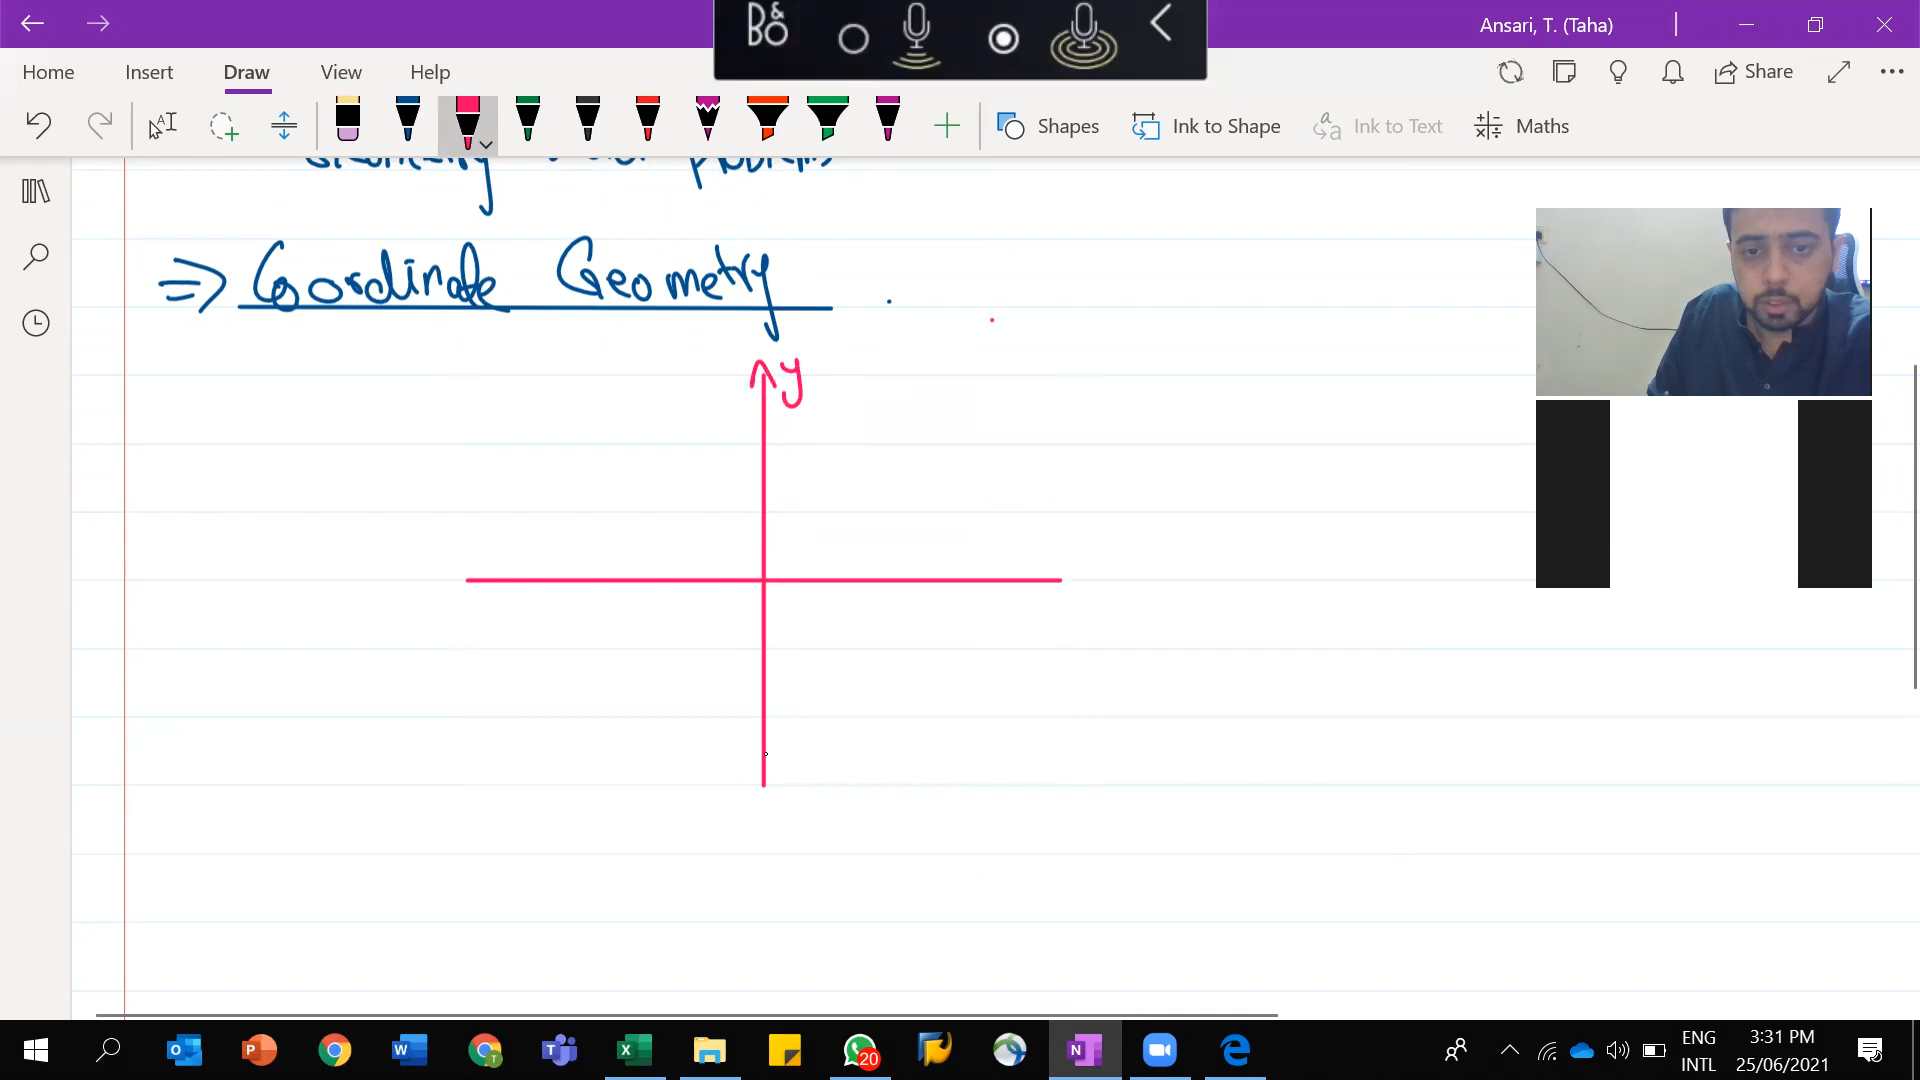 Ansari, T. (Taha)
B&O
Home Insert Draw View Help Share
Shapes Ink to Shape Ink to Text Maths
⇒ Coordinate Geometry
y
20
ENG 3:31 PM
INTL 25/06/2021